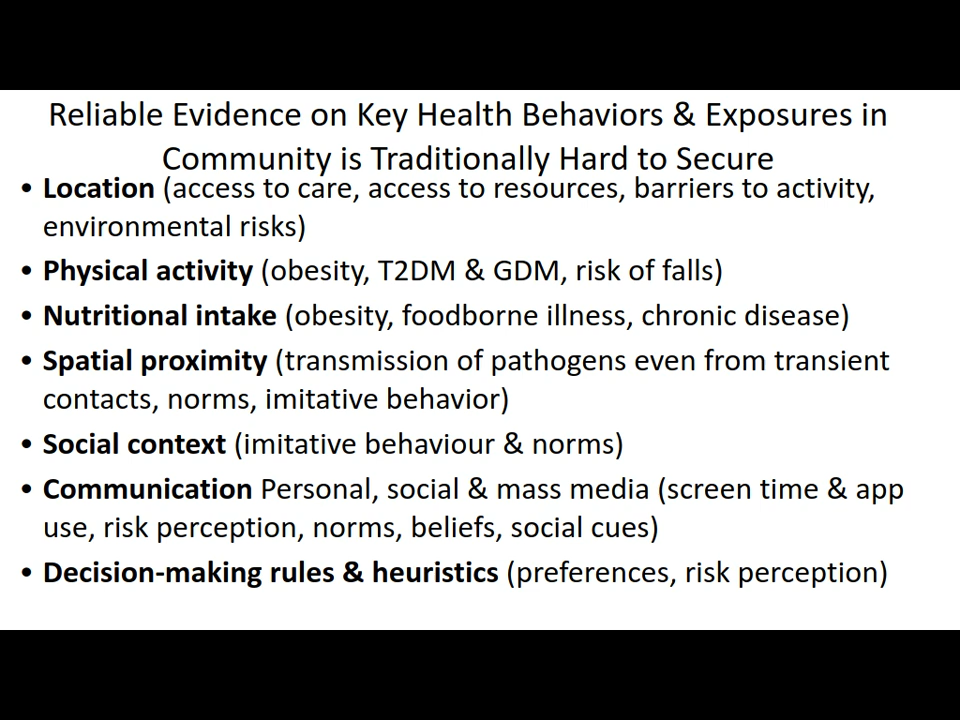 Reliable Evidence on Key Health Behaviors & Exposures in
Community is Traditionally Hard to Secure
• Location (access to care, access to resources, barriers to activity,
environmental risks)
• Physical activity (obesity, T2DM & GDM, risk of falls)
• Nutritional intake (obesity, foodborne illness, chronic disease)
• Spatial proximity (transmission of pathogens even from transient
contacts, norms, imitative behavior)
• Social context (imitative behaviour & norms)
• Communication Personal, social & mass media (screen time & app
use, risk perception, norms, beliefs, social cues)
• Decision-making rules & heuristics (preferences, risk perception)